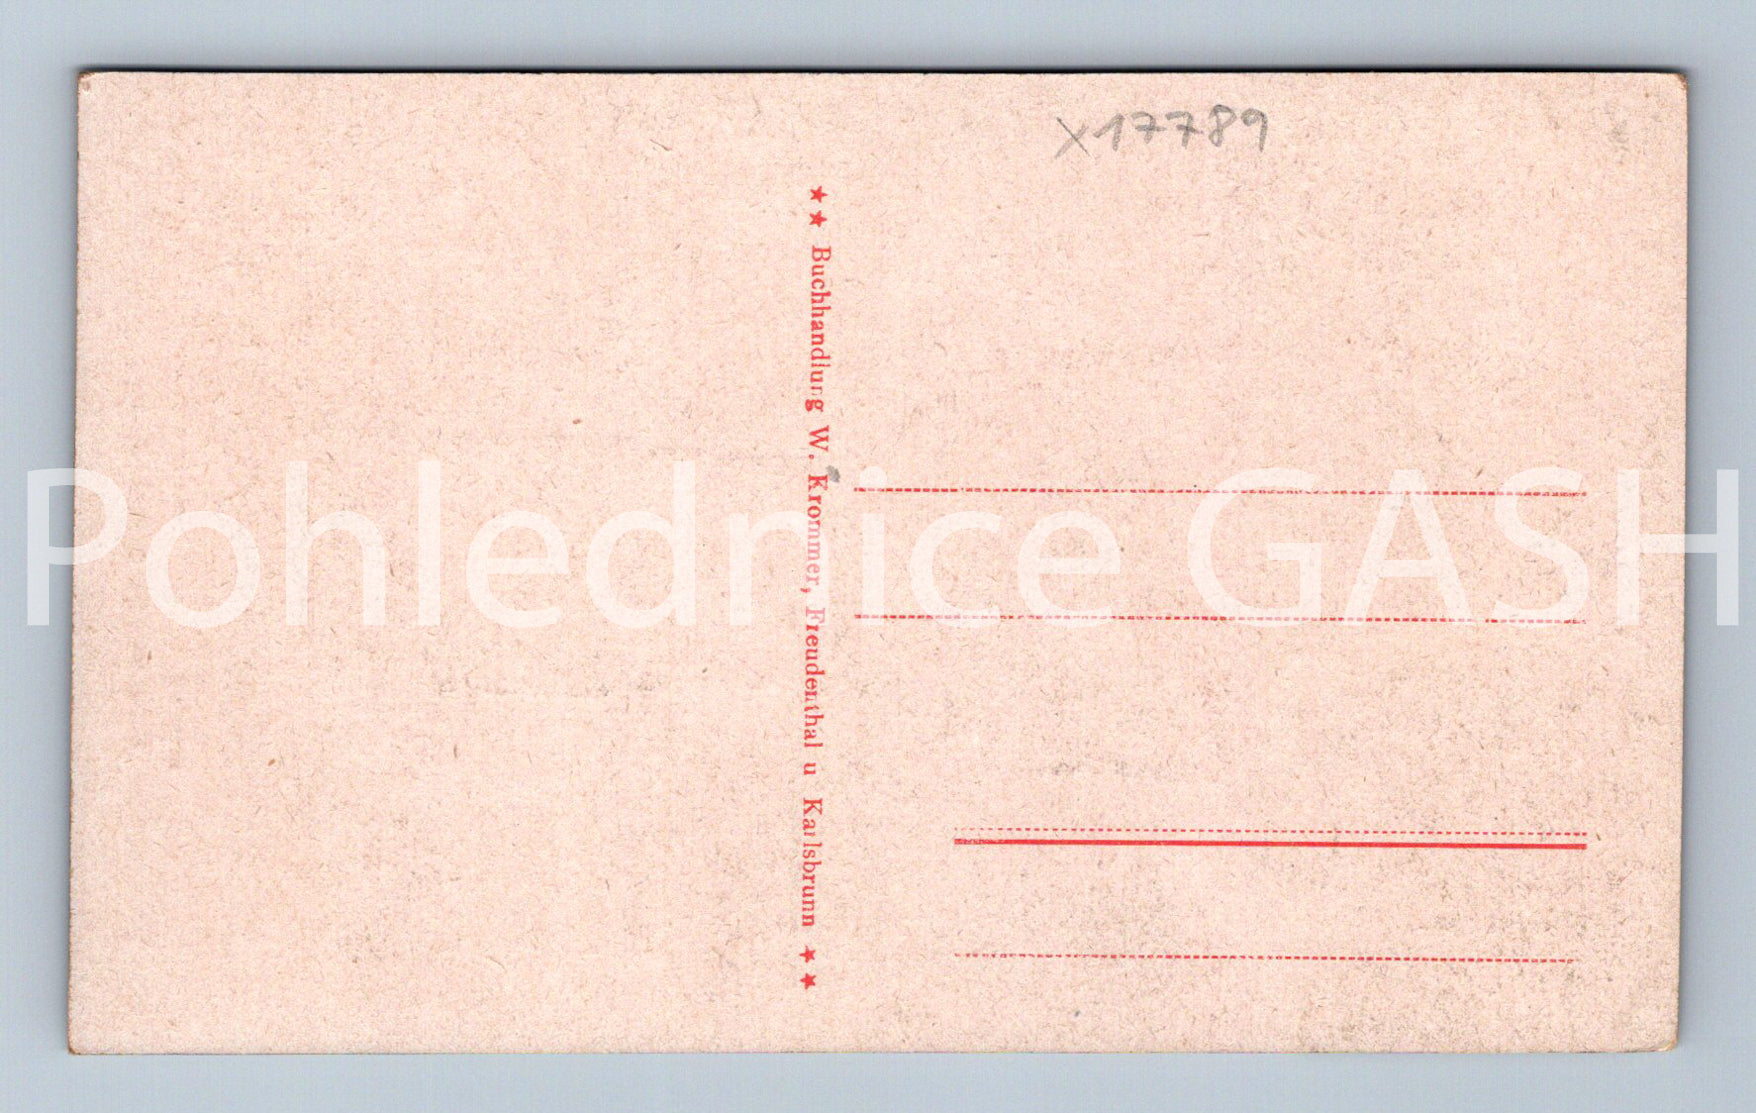 x17789
★★ Buchhandlung W. Krommer, Freudenthal u Karlsbrunn ★★
Pohlednice GASH